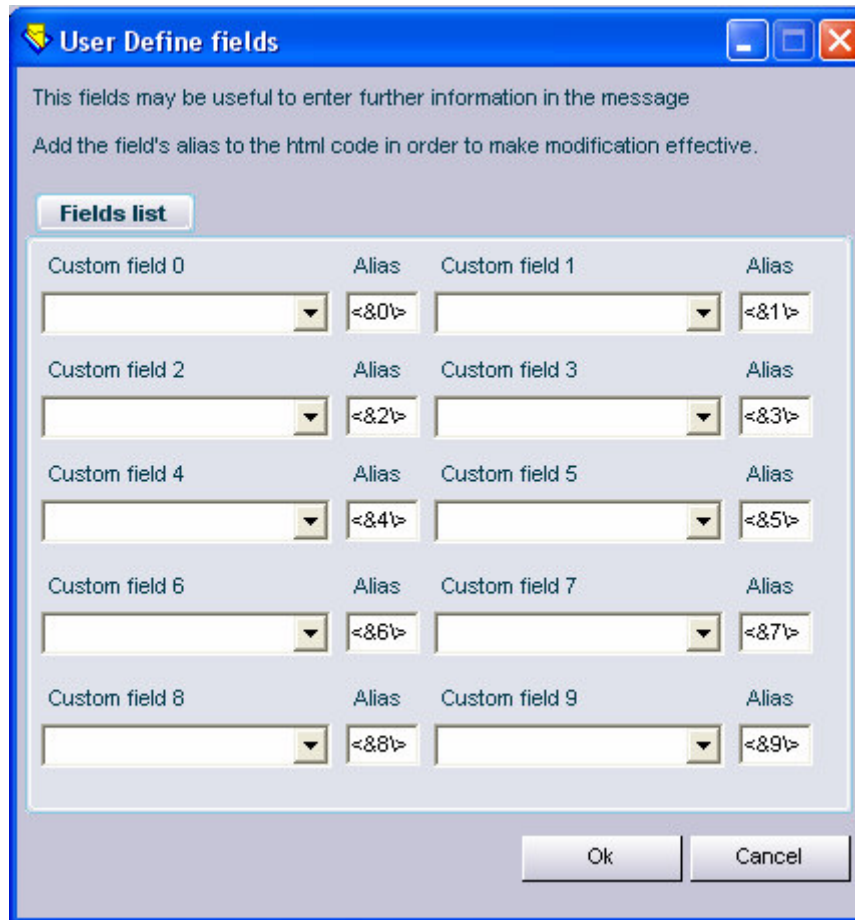 User Define fields
This fields may be useful to enter further information in the message
Add the field's alias to the html code in order to make modification effective.
Fields list
Custom field 0 Alias Custom field 1 Alias
<&0\> <&1\>
Custom field 2 Alias Custom field 3 Alias
<&2\> <&3\>
Custom field 4 Alias Custom field 5 Alias
<&4\> <&5\>
Custom field 6 Alias Custom field 7 Alias
<&6\> <&7\>
Custom field 8 Alias Custom field 9 Alias
<&8\> <&9\>
Ok Cancel